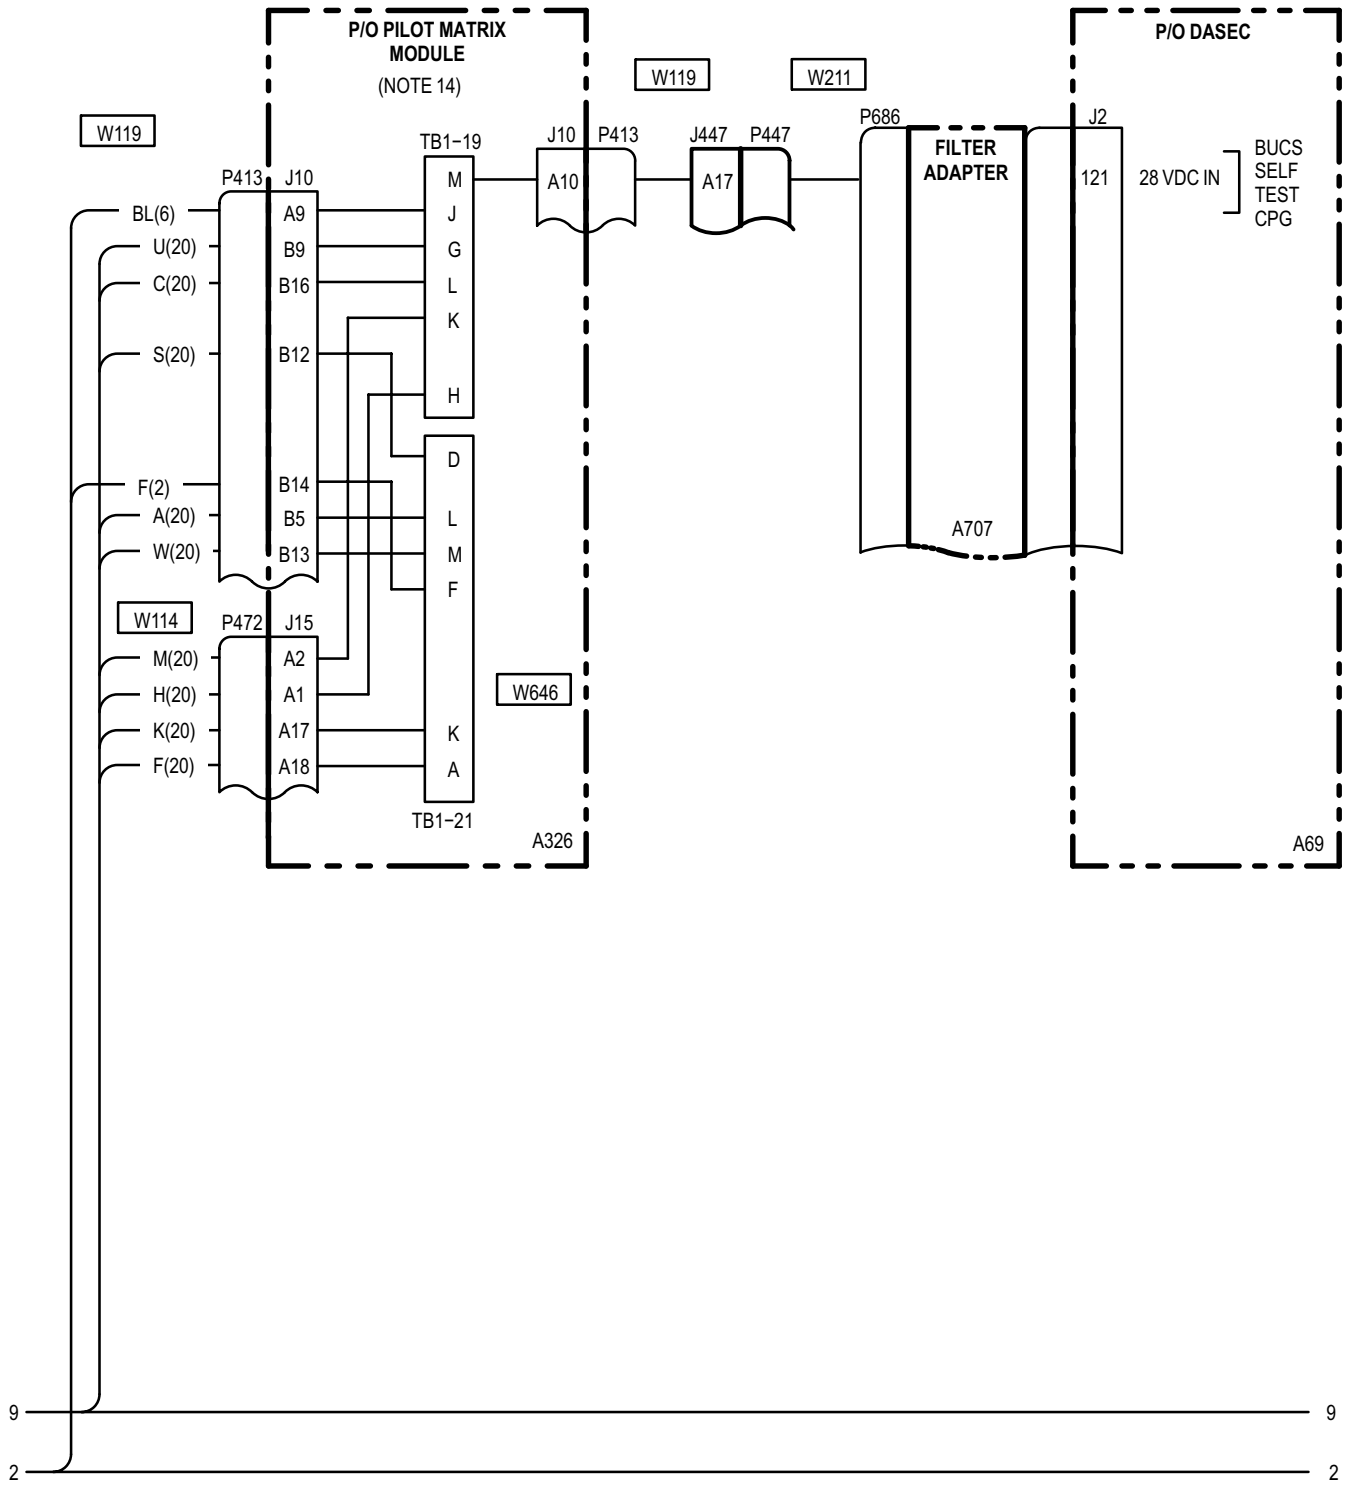 P/O PILOT MATRIX
MODULE
(NOTE 14)
P/O DASEC
W119
W211
W119
TB1−19
J10 P413
J447 P447
P686
FILTER
ADAPTER
J2
M
A10
A17
121
28 VDC IN
BUCS
SELF
TEST
CPG
P413 J10
BL(6) A9 J
U(20) B9 G
C(20) B16 L
K
S(20) B12
H
D
F(2) B14
A(20) B5 L
W(20) B13 M
F
A707
W114
P472 J15
M(20) A2
H(20) A1
W646
K(20) A17 K
F(20) A18 A
TB1−21
A326
A69
9 9
2 2